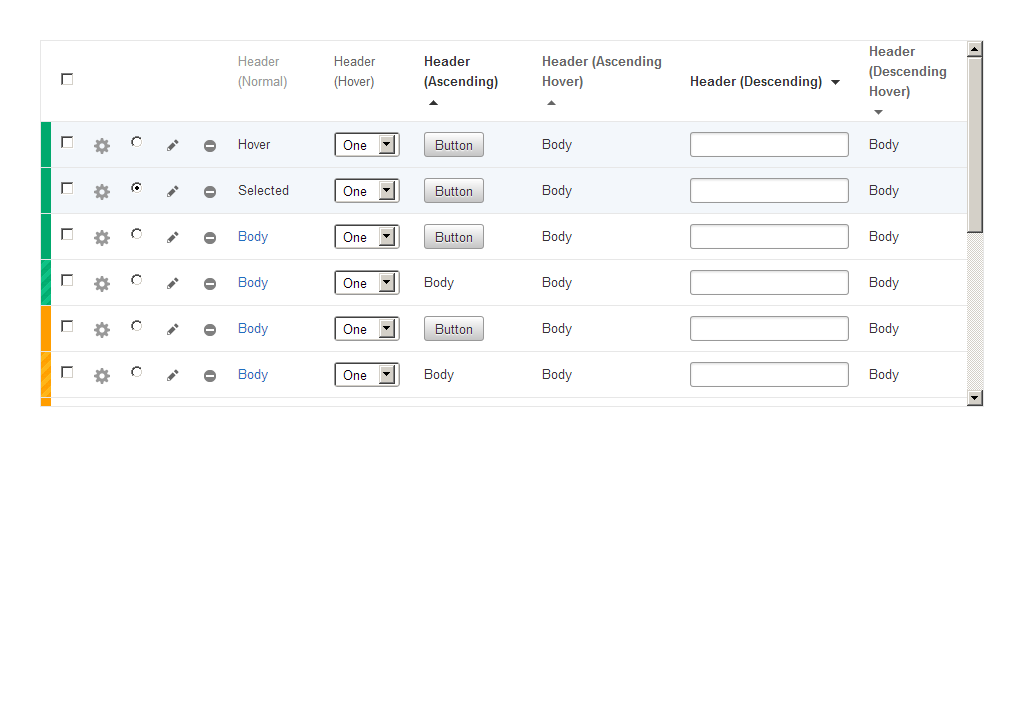 Header (Normal)
Header (Hover)
Header (Ascending)
Header (Ascending Hover)
Header (Descending)
Header (Descending Hover)
Hover One Button Body Body
Selected One Button Body Body
Body One Button Body Body
Body One Body Body Body
Body One Button Body Body
Body One Body Body Body